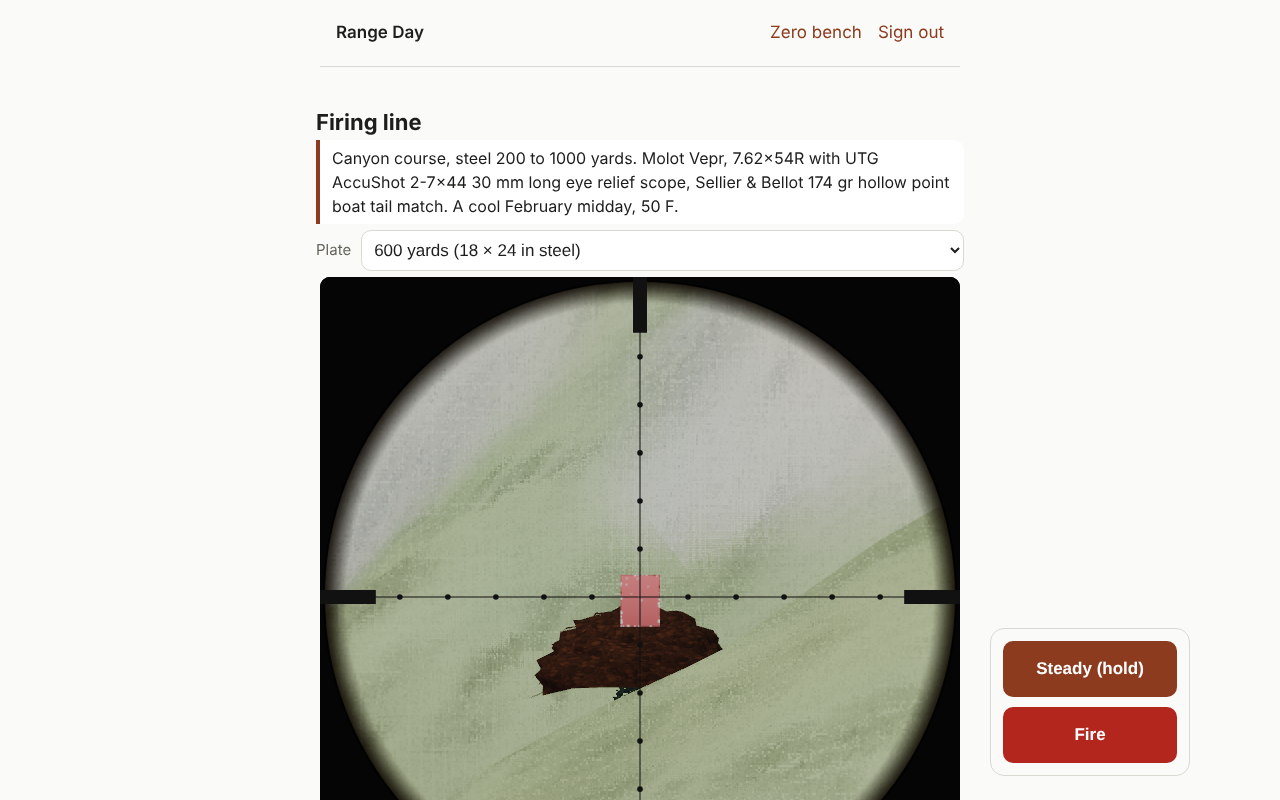 Range Day
Zero bench Sign out
Firing line
Canyon course, steel 200 to 1000 yards. Molot Vepr, 7.62×54R with UTG
AccuShot 2-7×44 30 mm long eye relief scope, Sellier & Bellot 174 gr hollow point
boat tail match. A cool February midday, 50 F.
Plate
600 yards (18 × 24 in steel)
Steady (hold)
Fire